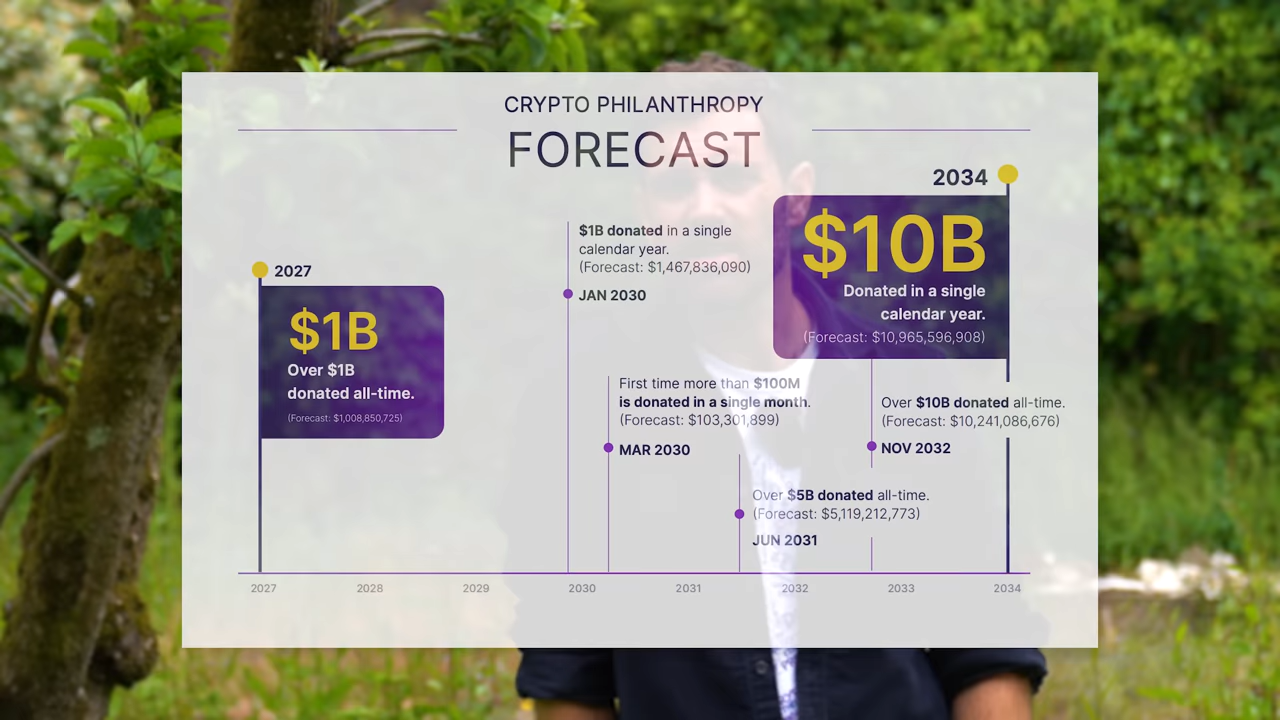 CRYPTO PHILANTHROPY
FORECAST
2027
$1B
Over $1B
donated all-time.
(Forecast: $1,008,850,725)
$1B donated in a single
calendar year.
(Forecast: $1,467,836,090)
JAN 2030
First time more than $100M
is donated in a single month.
(Forecast: $103,301,899)
MAR 2030
Over $5B donated all-time.
(Forecast: $5,119,212,773)
JUN 2031
2034
$10B
Donated in a single
calendar year.
(Forecast: $10,965,596,908)
Over $10B donated all-time.
(Forecast: $10,241,086,676)
NOV 2032
2027 2028 2029 2030 2031 2032 2033 2034